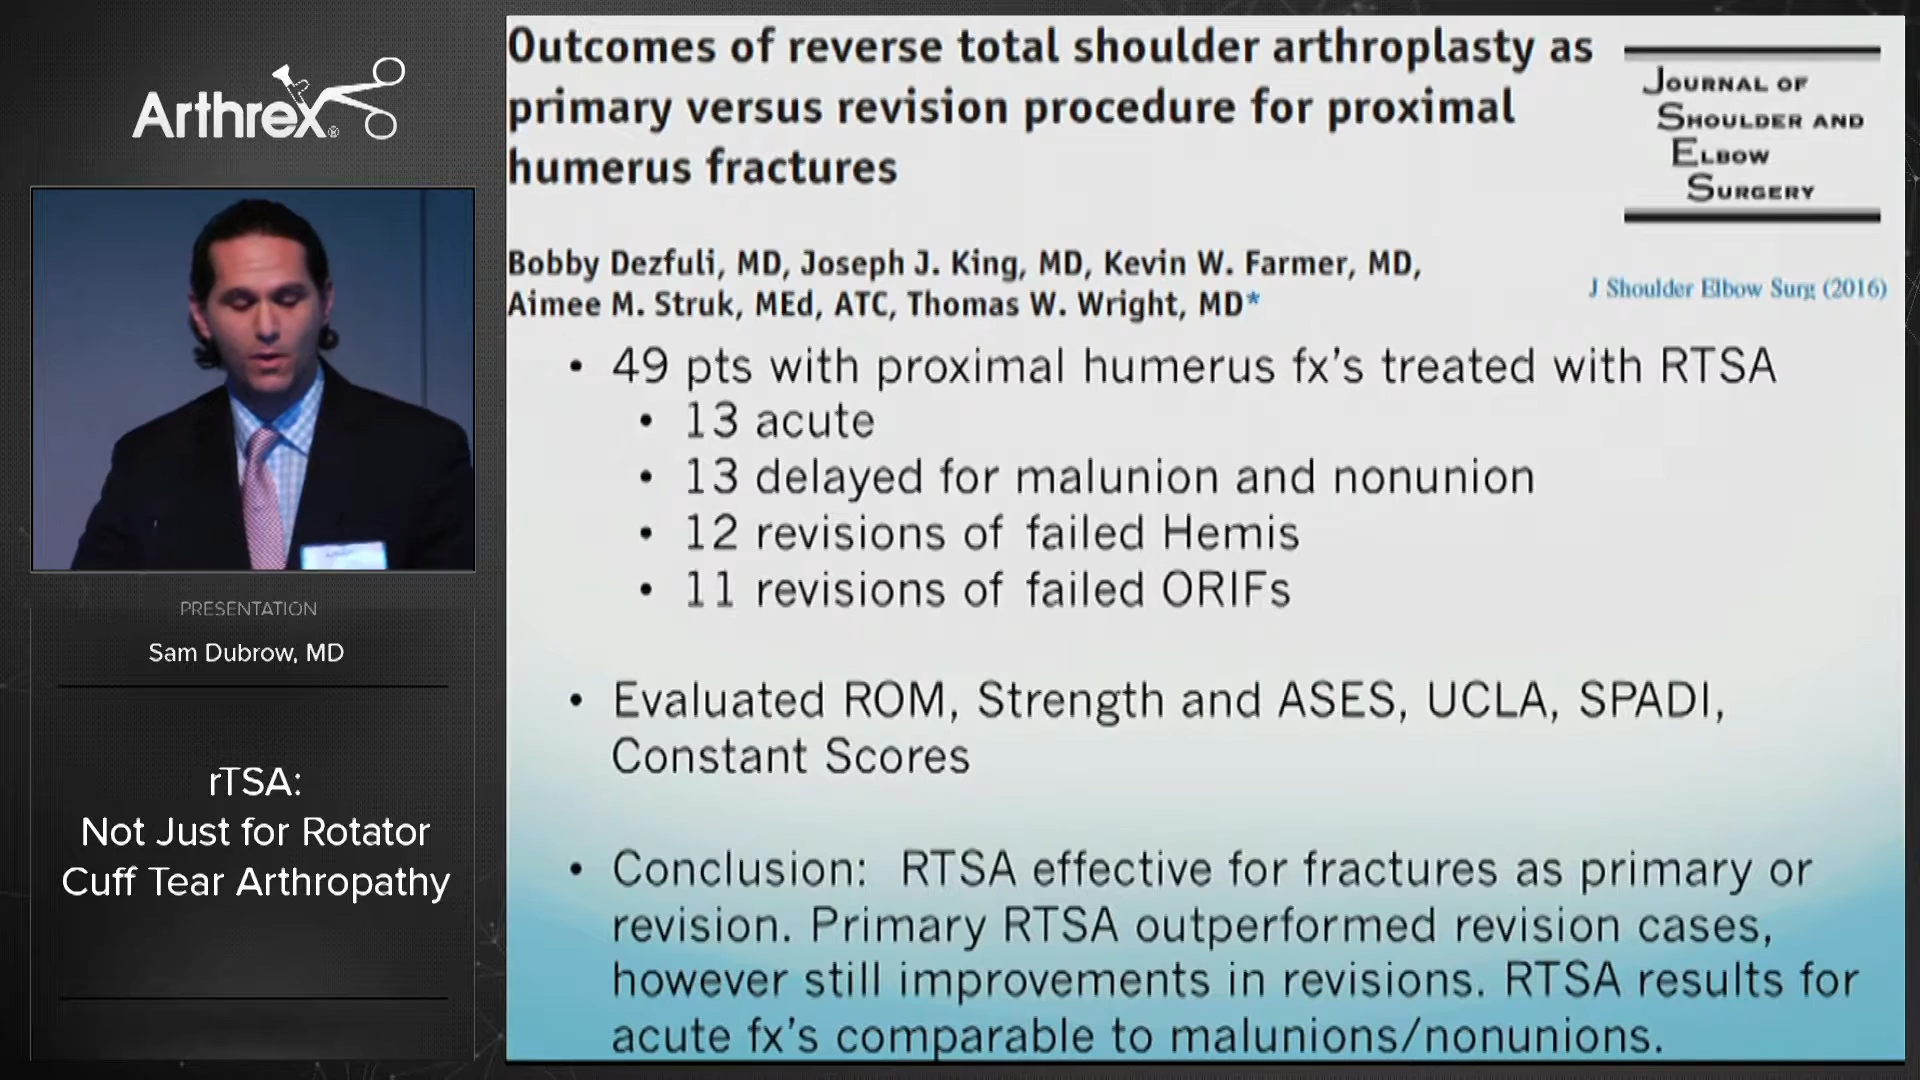 Arthrex®
PRESENTATION
Sam Dubrow, MD
rTSA:
Not Just for Rotator
Cuff Tear Arthropathy
Outcomes of reverse total shoulder arthroplasty as
primary versus revision procedure for proximal
humerus fractures
JOURNAL OF
SHOULDER AND
ELBOW
SURGERY
Bobby Dezfuli, MD, Joseph J. King, MD, Kevin W. Farmer, MD,
Aimee M. Struk, MEd, ATC, Thomas W. Wright, MD*
J Shoulder Elbow Surg (2016)
• 49 pts with proximal humerus fx's treated with RTSA
• 13 acute
• 13 delayed for malunion and nonunion
• 12 revisions of failed Hemis
• 11 revisions of failed ORIFs
• Evaluated ROM, Strength and ASES, UCLA, SPADI,
Constant Scores
• Conclusion: RTSA effective for fractures as primary or
revision. Primary RTSA outperformed revision cases,
however still improvements in revisions. RTSA results for
acute fx's comparable to malunions/nonunions.